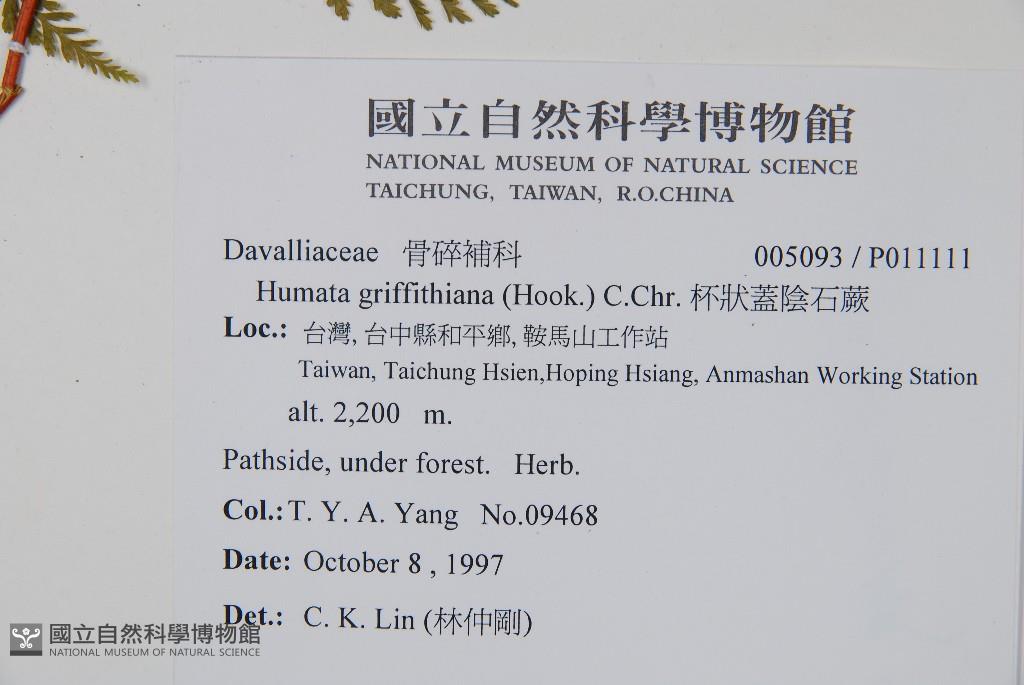 國立自然科學博物館
NATIONAL MUSEUM OF NATURAL SCIENCE
TAICHUNG, TAIWAN, R.O.CHINA
Davalliaceae 骨碎補科 005093 / P011111
Humata griffithiana (Hook.) C.Chr. 杯狀蓋陰石蕨
Loc.: 台灣, 台中縣和平鄉, 鞍馬山工作站
Taiwan, Taichung Hsien,Hoping Hsiang, Anmashan Working Station
alt. 2,200 m.
Pathside, under forest. Herb.
Col.: T. Y. A. Yang No.09468
Date: October 8 , 1997
Det.: C. K. Lin (林仲剛)
國立自然科學博物館
NATIONAL MUSEUM OF NATURAL SCIENCE